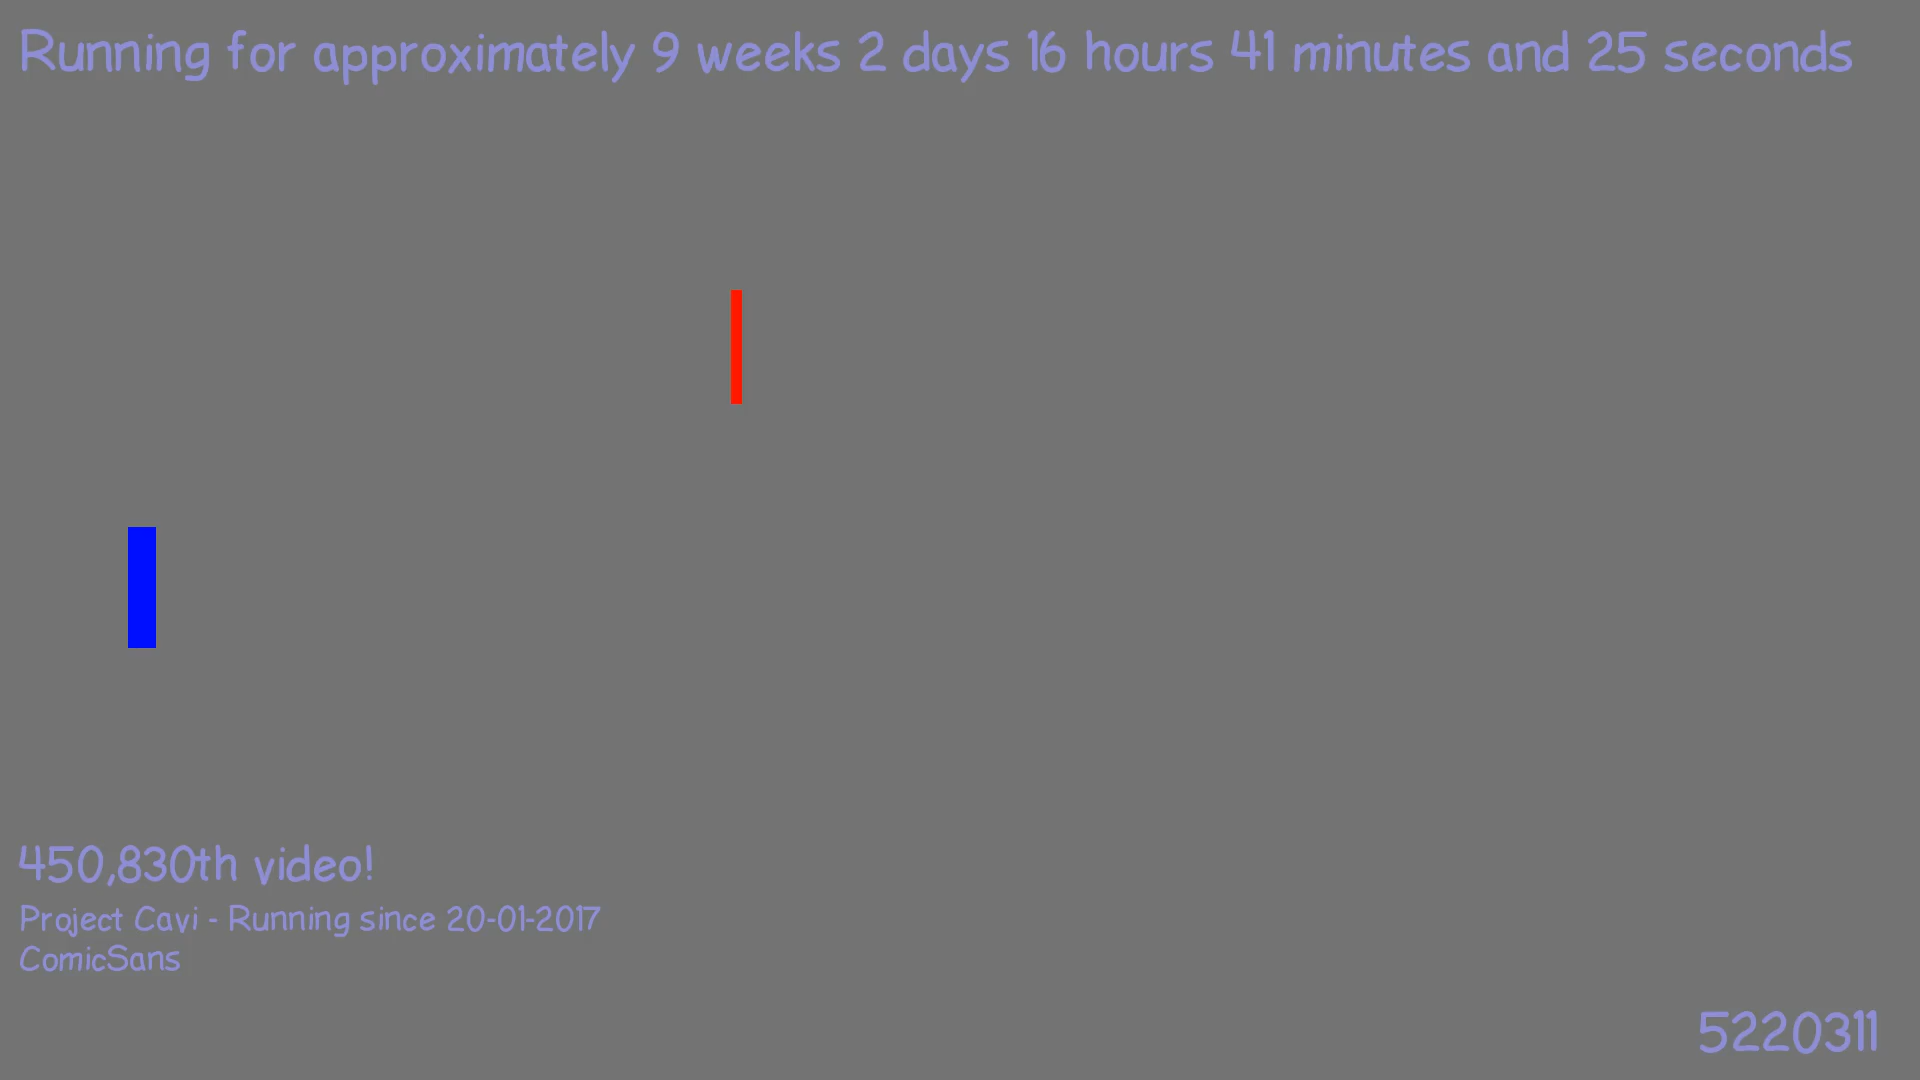 Running for approximately 9 weeks 2 days 16 hours 41 minutes and 25 seconds
450,830th video!
Project Cavi - Running since 20-01-2017
ComicSans
5220311